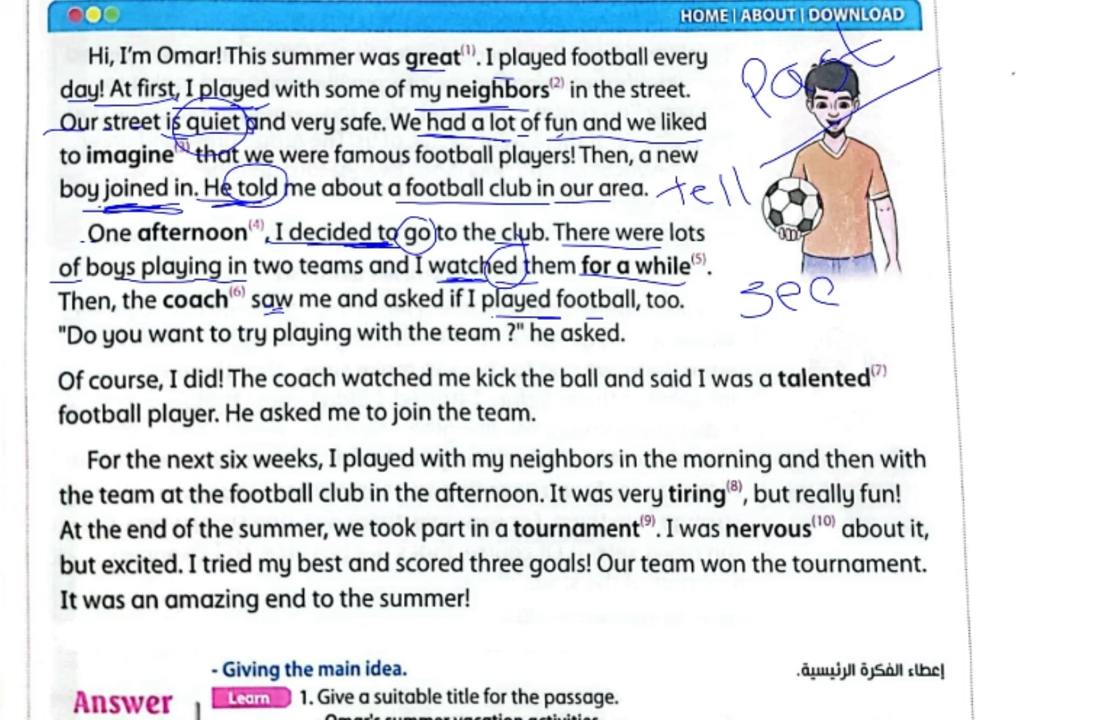 HOME | ABOUT | DOWNLOAD
Hi, I'm Omar! This summer was great(1). I played football every
day! At first, I played with some of my neighbors(2) in the street.
Our street is quiet and very safe. We had a lot of fun and we liked
to imagine(3) that we were famous football players! Then, a new
boy joined in. He told me about a football club in our area.
One afternoon(4), I decided to go to the club. There were lots
of boys playing in two teams and I watched them for a while(5).
Then, the coach(6) saw me and asked if I played football, too.
"Do you want to try playing with the team ?" he asked.
Of course, I did! The coach watched me kick the ball and said I was a talented(7)
football player. He asked me to join the team.
For the next six weeks, I played with my neighbors in the morning and then with
the team at the football club in the afternoon. It was very tiring(8), but really fun!
At the end of the summer, we took part in a tournament(9). I was nervous(10) about it,
but excited. I tried my best and scored three goals! Our team won the tournament.
It was an amazing end to the summer!
past
tell
see
- Giving the main idea.
إعطاء الفكرة الرئيسية.
Answer
Learn 1. Give a suitable title for the passage.
Omar's summer vacation activities